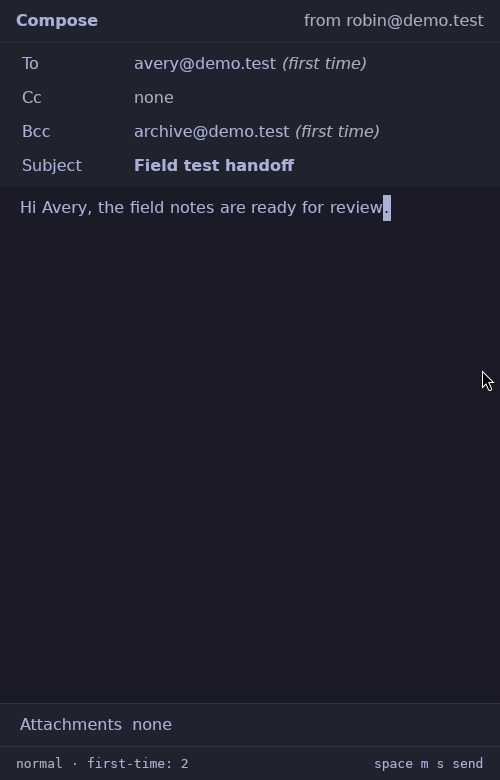 Compose from robin@demo.test
To avery@demo.test (first time)
Cc none
Bcc archive@demo.test (first time)
Subject Field test handoff
Hi Avery, the field notes are ready for review.
Attachments none
normal · first-time: 2 space m s send